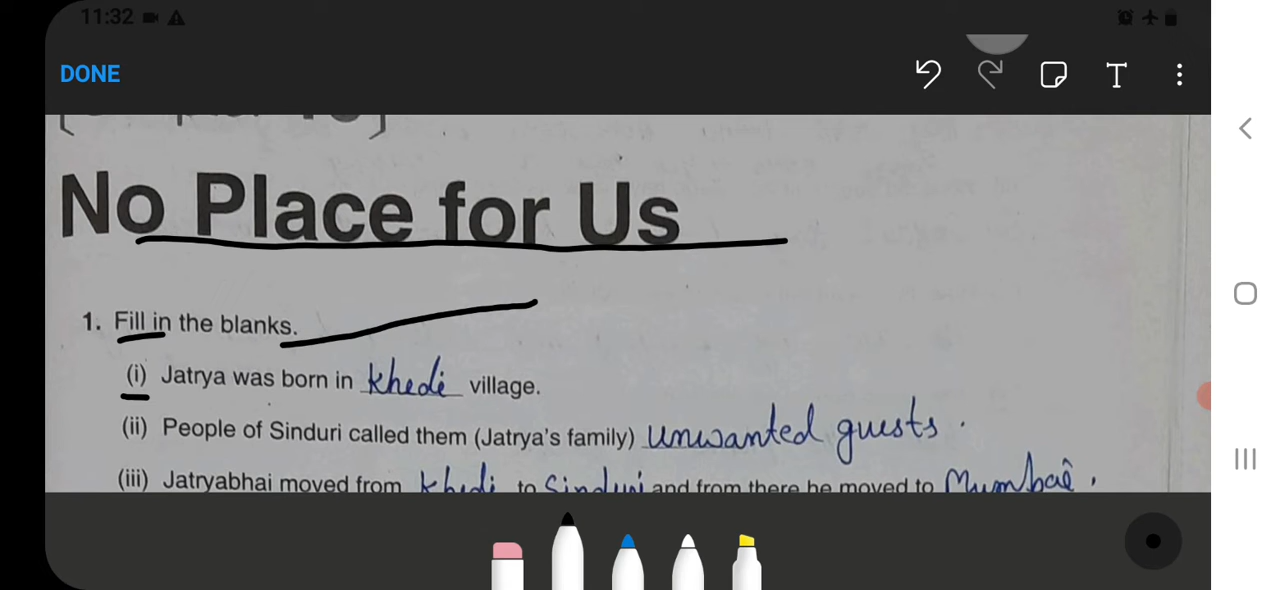 11:32
DONE
T
No Place for Us
1. Fill in the blanks.
(i) Jatrya was born in Khedi village.
(ii) People of Sinduri called them (Jatrya's family) unwanted guests.
(iii) Jatryabhai moved from Khedi to Sinduri and from there he moved to Mumbai.